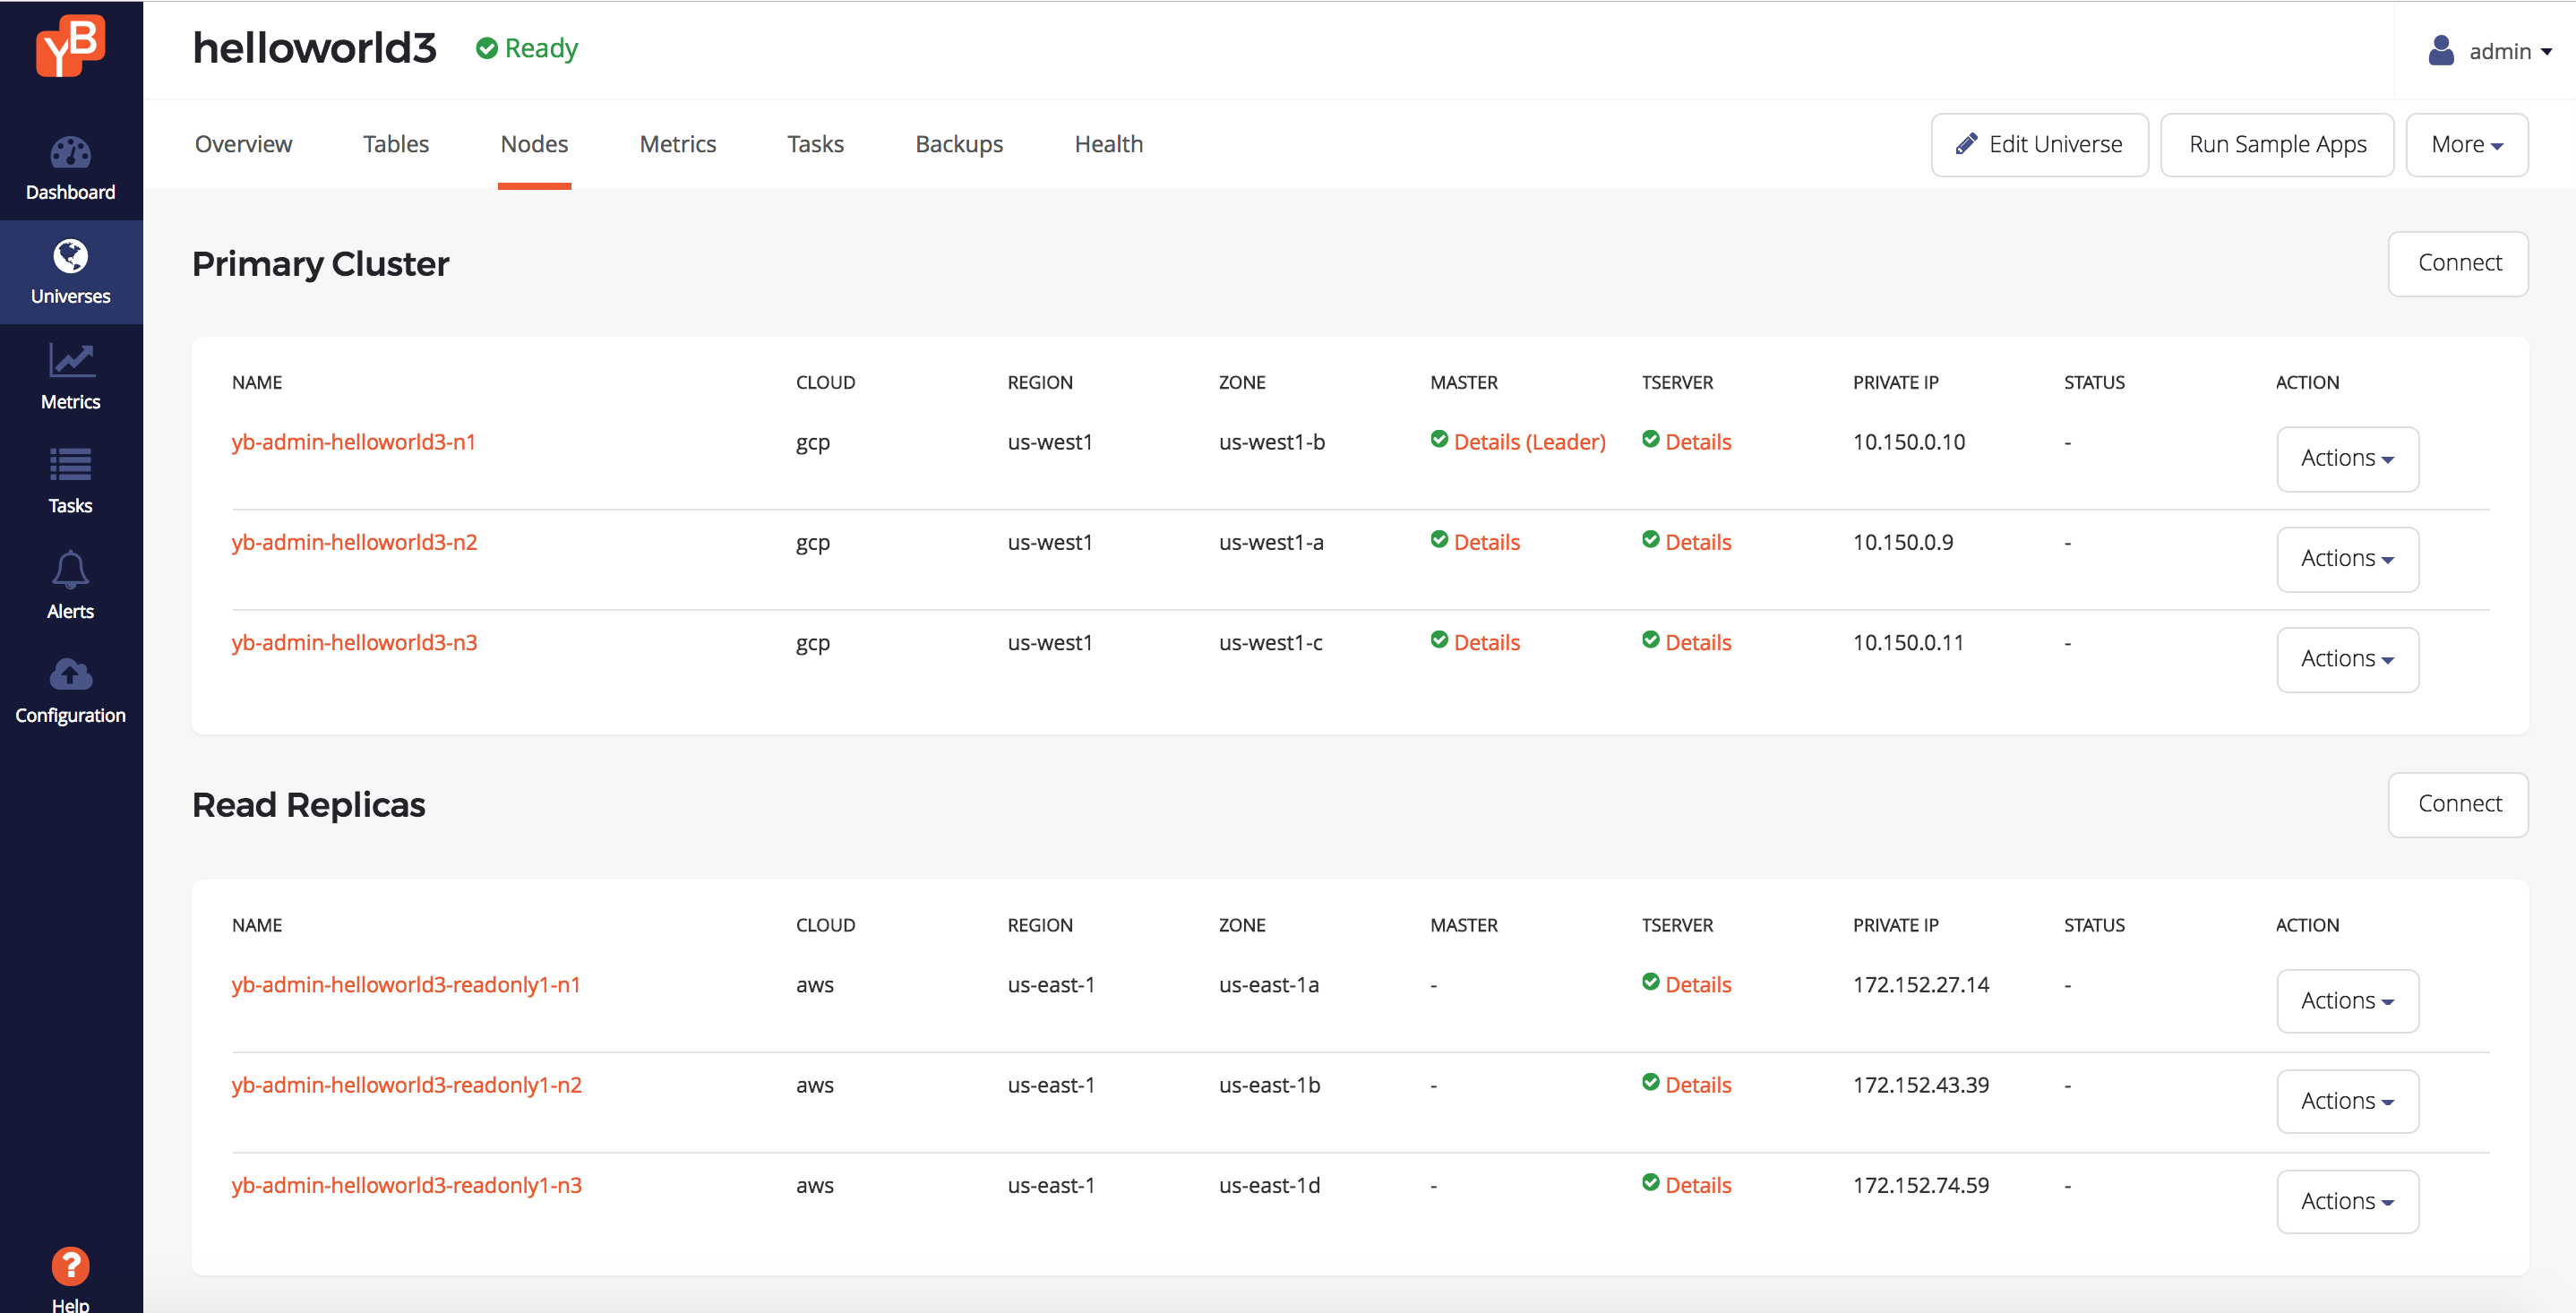 YB
helloworld3 Ready
admin
Overview Tables Nodes Metrics Tasks Backups Health Edit Universe Run Sample Apps More
Dashboard
Universes
Metrics
Tasks
Alerts
Configuration
Help
Primary Cluster Connect
NAME CLOUD REGION ZONE MASTER TSERVER PRIVATE IP STATUS ACTION
yb-admin-helloworld3-n1 gcp us-west1 us-west1-b Details (Leader) Details 10.150.0.10 - Actions
yb-admin-helloworld3-n2 gcp us-west1 us-west1-a Details Details 10.150.0.9 - Actions
yb-admin-helloworld3-n3 gcp us-west1 us-west1-c Details Details 10.150.0.11 - Actions
Read Replicas Connect
NAME CLOUD REGION ZONE MASTER TSERVER PRIVATE IP STATUS ACTION
yb-admin-helloworld3-readonly1-n1 aws us-east-1 us-east-1a - Details 172.152.27.14 - Actions
yb-admin-helloworld3-readonly1-n2 aws us-east-1 us-east-1b - Details 172.152.43.39 - Actions
yb-admin-helloworld3-readonly1-n3 aws us-east-1 us-east-1d - Details 172.152.74.59 - Actions